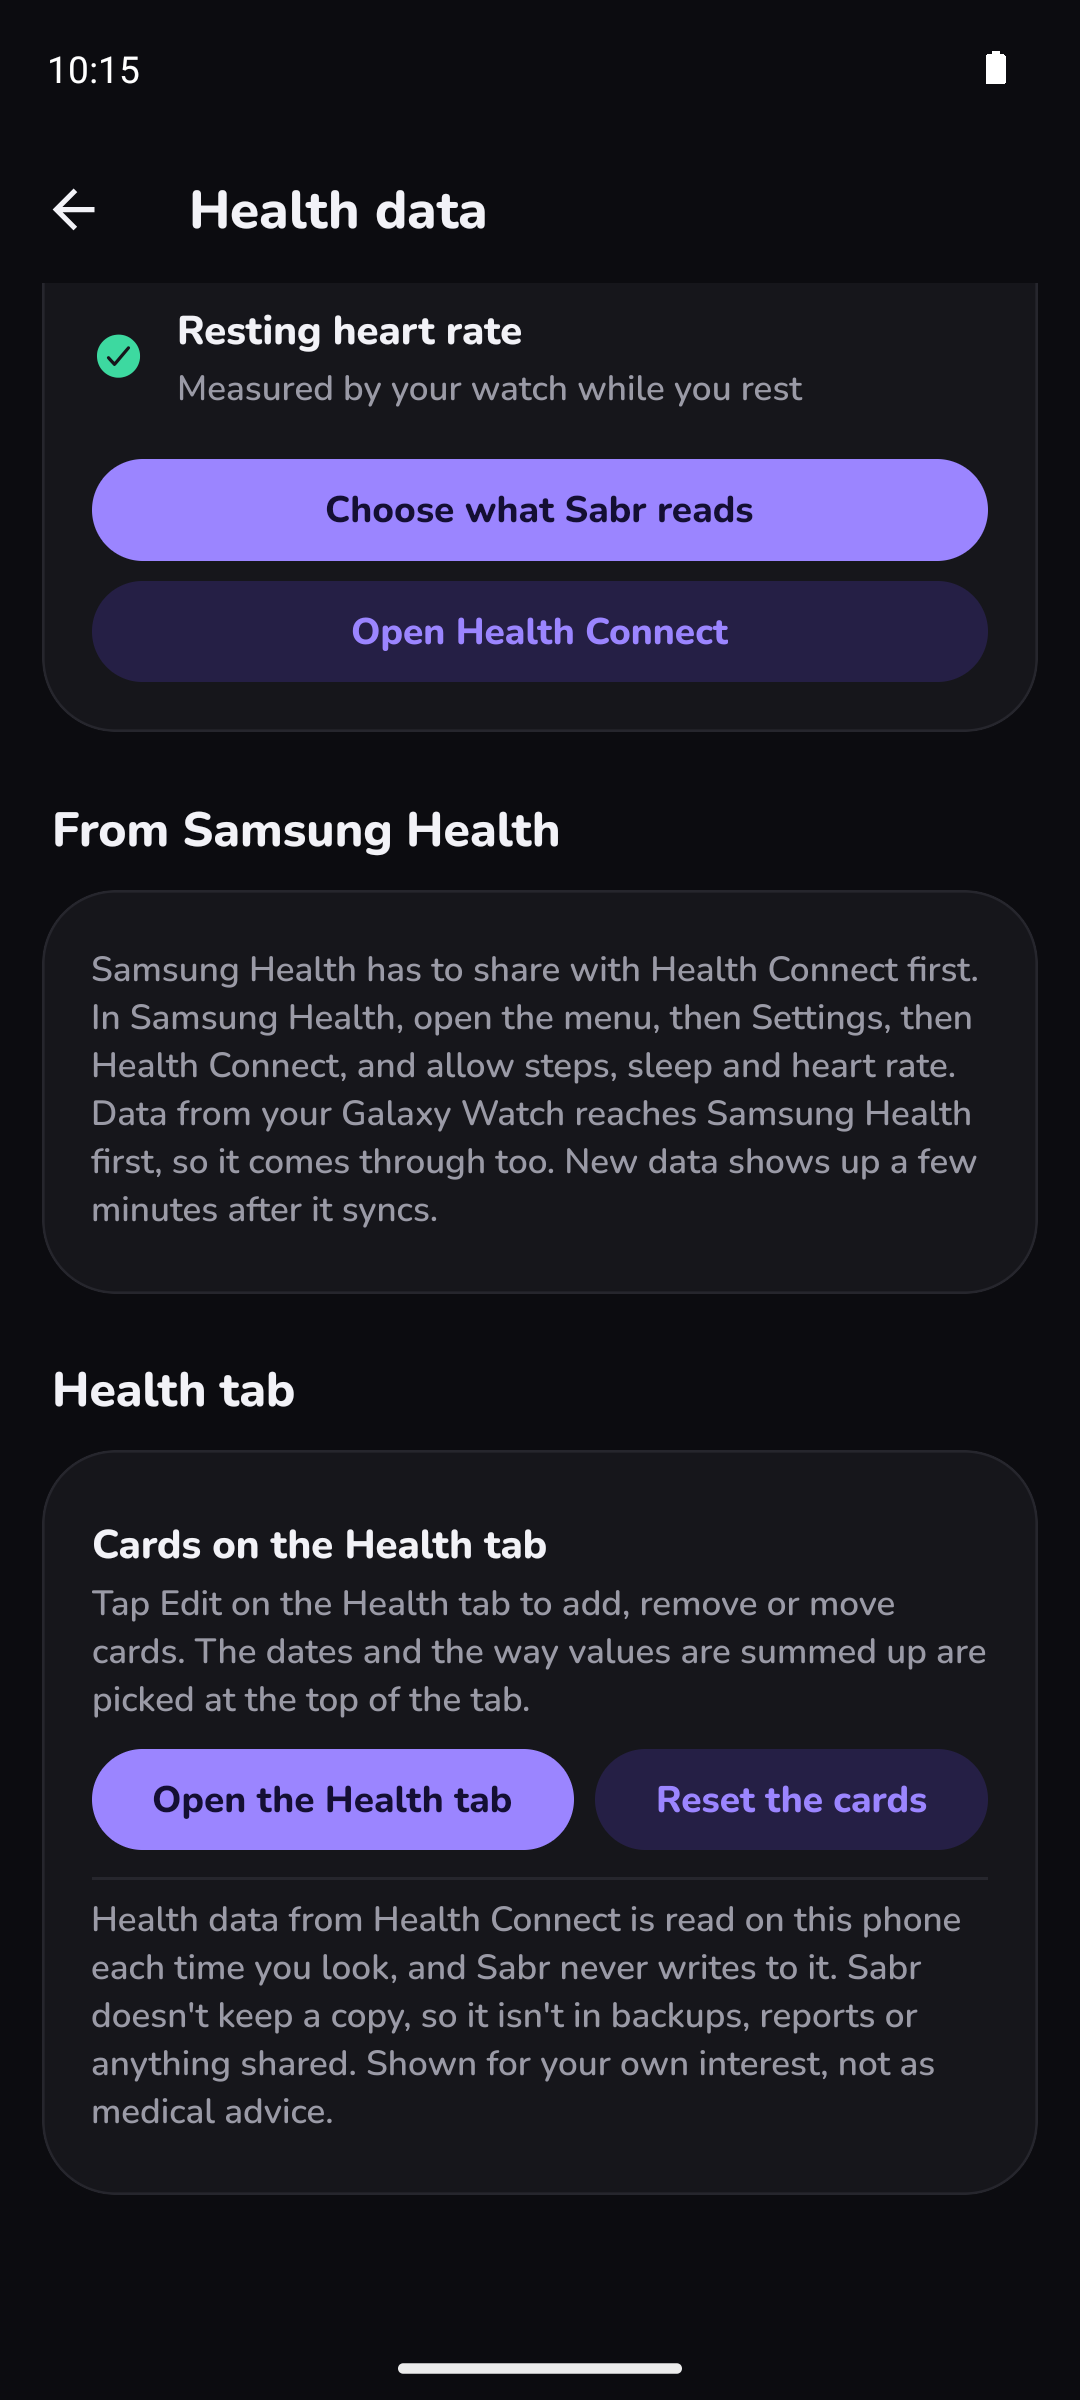 10:15
Health data
Resting heart rate
Measured by your watch while you rest
Choose what Sabr reads
Open Health Connect
From Samsung Health
Samsung Health has to share with Health Connect first.
In Samsung Health, open the menu, then Settings, then
Health Connect, and allow steps, sleep and heart rate.
Data from your Galaxy Watch reaches Samsung Health
first, so it comes through too. New data shows up a few
minutes after it syncs.
Health tab
Cards on the Health tab
Tap Edit on the Health tab to add, remove or move
cards. The dates and the way values are summed up are
picked at the top of the tab.
Open the Health tab
Reset the cards
Health data from Health Connect is read on this phone
each time you look, and Sabr never writes to it. Sabr
doesn't keep a copy, so it isn't in backups, reports or
anything shared. Shown for your own interest, not as
medical advice.